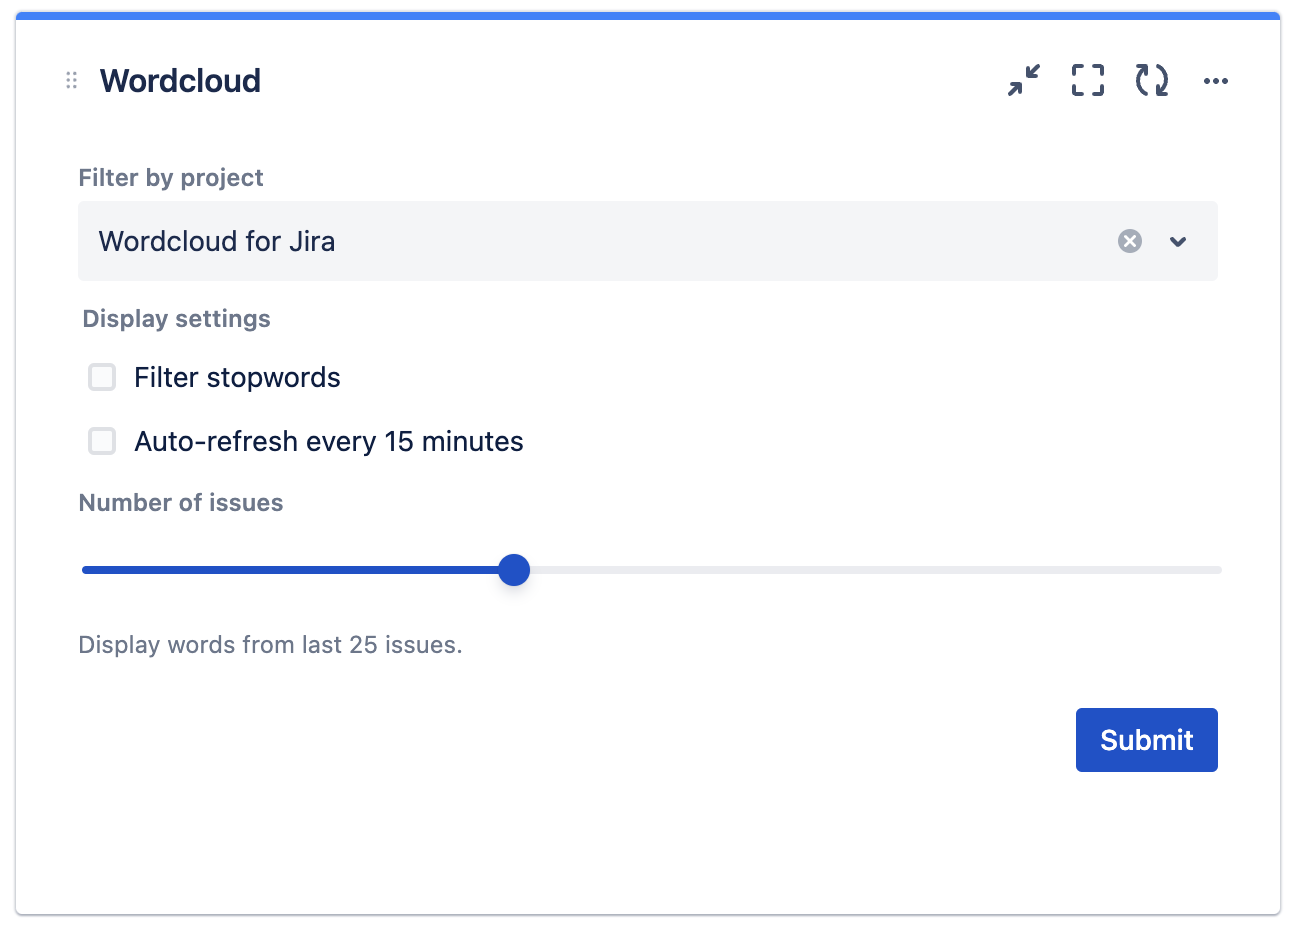 Wordcloud
Filter by project
Wordcloud for Jira
Display settings
Filter stopwords
Auto-refresh every 15 minutes
Number of issues
Display words from last 25 issues.
Submit